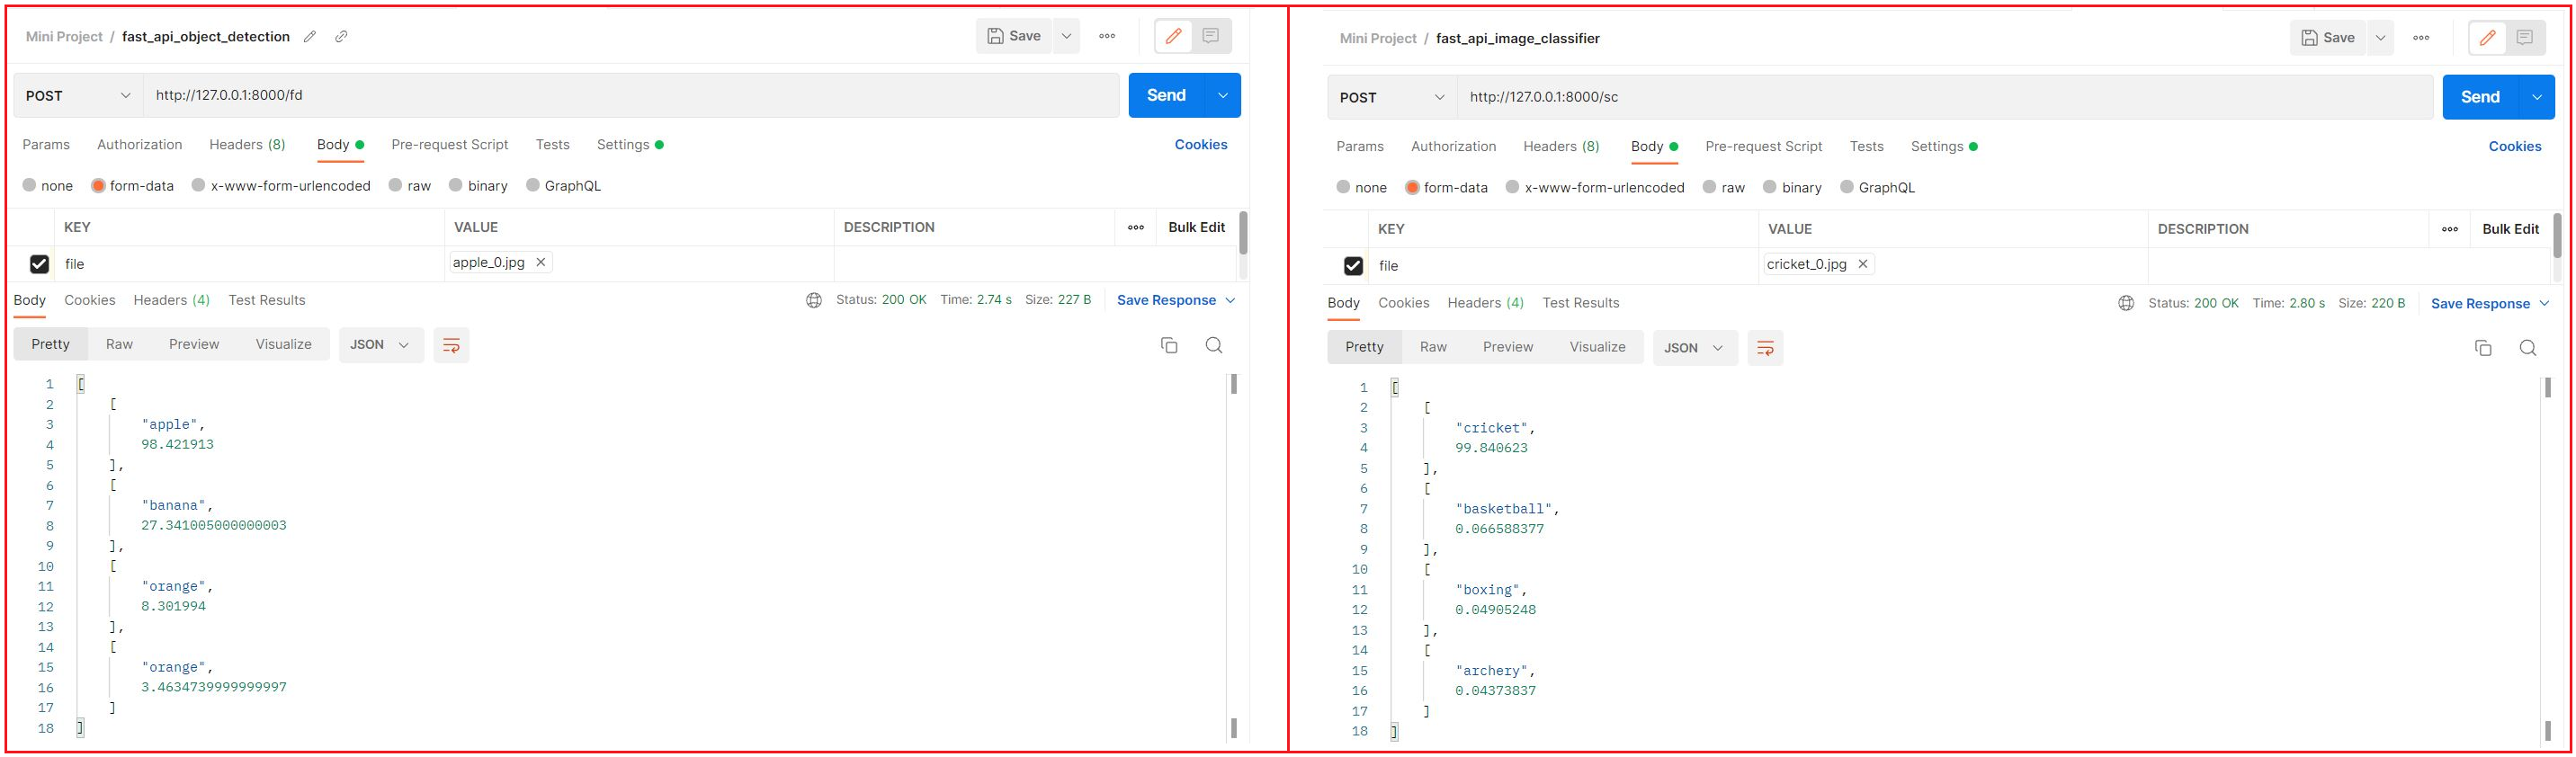 Mini Project / fast_api_object_detection
Save
POST
http://127.0.0.1:8000/fd
Send
Params Authorization Headers (8) Body Pre-request Script Tests Settings Cookies
none form-data x-www-form-urlencoded raw binary GraphQL
KEY VALUE DESCRIPTION ooo Bulk Edit
file apple_0.jpg
Body Cookies Headers (4) Test Results Status: 200 OK Time: 2.74 s Size: 227 B Save Response
Pretty Raw Preview Visualize JSON
1 [
2 [
3 "apple",
4 98.421913
5 ],
6 [
7 "banana",
8 27.341005000000003
9 ],
10 [
11 "orange",
12 8.301994
13 ],
14 [
15 "orange",
16 3.4634739999999997
17 ]
18 ]
Mini Project / fast_api_image_classifier
Save
POST
http://127.0.0.1:8000/sc
Send
Params Authorization Headers (8) Body Pre-request Script Tests Settings Cookies
none form-data x-www-form-urlencoded raw binary GraphQL
KEY VALUE DESCRIPTION ooo Bulk Edit
file cricket_0.jpg
Body Cookies Headers (4) Test Results Status: 200 OK Time: 2.80 s Size: 220 B Save Response
Pretty Raw Preview Visualize JSON
1 [
2 [
3 "cricket",
4 99.840623
5 ],
6 [
7 "basketball",
8 0.066588377
9 ],
10 [
11 "boxing",
12 0.04905248
13 ],
14 [
15 "archery",
16 0.04373837
17 ]
18 ]